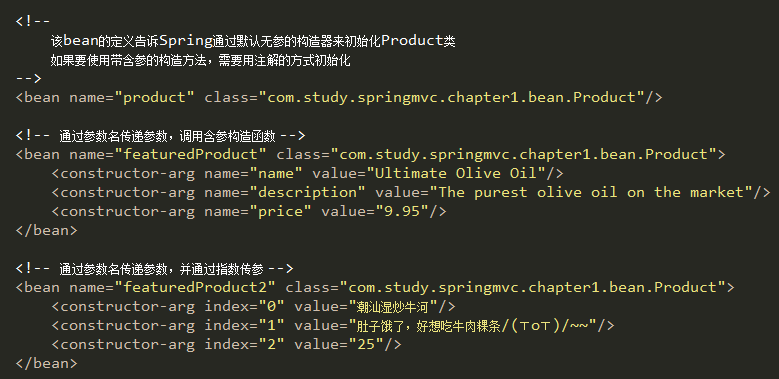 <!--
该bean的定义告诉Spring通过默认无参的构造器来初始化Product类
如果要使用带含参的构造方法，需要用注解的方式初始化
-->
<bean name="product" class="com.study.springmvc.chapter1.bean.Product"/>
<!-- 通过参数名传递参数，调用含参构造函数 -->
<bean name="featuredProduct" class="com.study.springmvc.chapter1.bean.Product">
<constructor-arg name="name" value="Ultimate Olive Oil"/>
<constructor-arg name="description" value="The purest olive oil on the market"/>
<constructor-arg name="price" value="9.95"/>
</bean>
<!-- 通过参数名传递参数，并通过指数传参 -->
<bean name="featuredProduct2" class="com.study.springmvc.chapter1.bean.Product">
<constructor-arg index="0" value="潮汕湿炒牛河"/>
<constructor-arg index="1" value="肚子饿了，好想吃牛肉粿条/(ㄒoㄒ)/~~"/>
<constructor-arg index="2" value="25"/>
</bean>